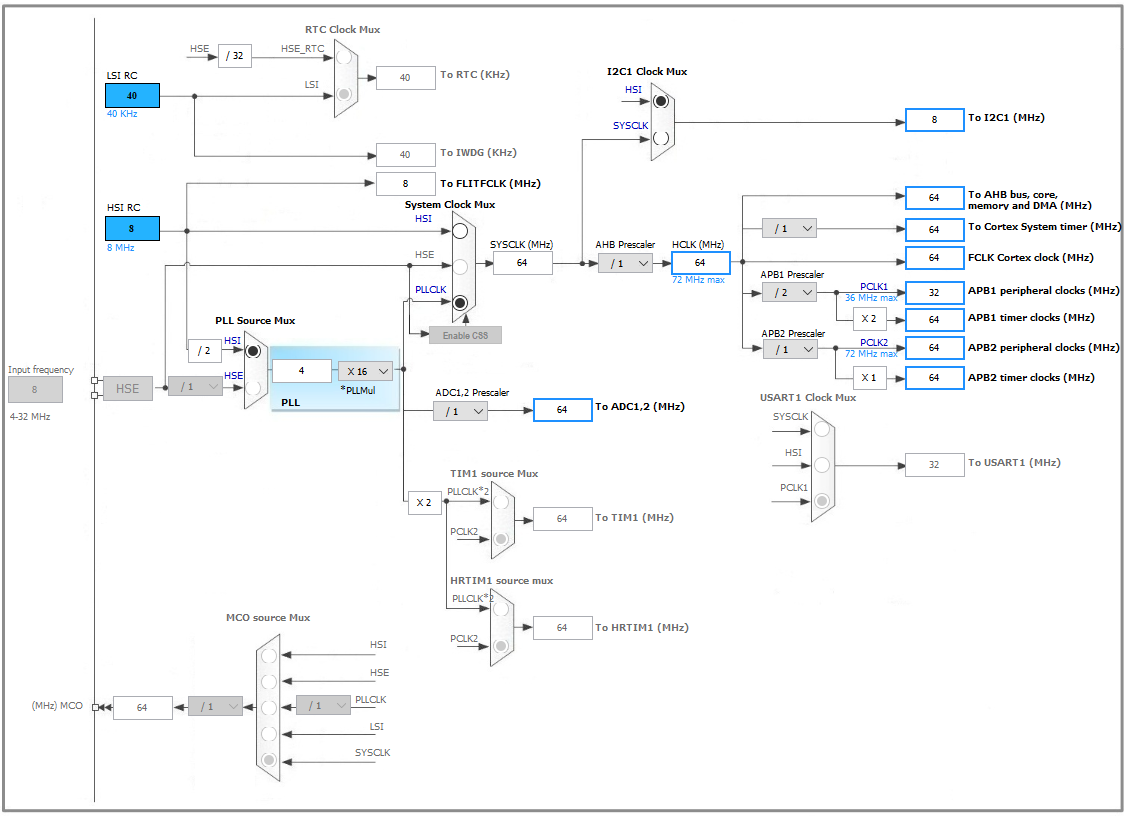 RTC Clock Mux
HSE
/ 32
HSE_RTC
LSI RC
40
40 KHz
LSI
40
To RTC (KHz)
40
To IWDG (KHz)
8
To FLITFCLK (MHz)
I2C1 Clock Mux
HSI
SYSCLK
8
To I2C1 (MHz)
HSI RC
8
8 MHz
System Clock Mux
HSI
HSE
PLLCLK
Enable CSS
SYSCLK (MHz)
64
AHB Prescaler
/ 1
HCLK (MHz)
64
72 MHz max
64
To AHB bus, core,
memory and DMA (MHz)
/ 1
64
To Cortex System timer (MHz)
64
FCLK Cortex clock (MHz)
APB1 Prescaler
/ 2
PCLK1
36 MHz max
32
APB1 peripheral clocks (MHz)
X 2
64
APB1 timer clocks (MHz)
APB2 Prescaler
/ 1
PCLK2
72 MHz max
64
APB2 peripheral clocks (MHz)
X 1
64
APB2 timer clocks (MHz)
PLL Source Mux
/ 2
HSI
HSE
Input frequency
8
4-32 MHz
HSE
/ 1
4
X 16
*PLLMul
PLL
ADC1,2 Prescaler
/ 1
64
To ADC1,2 (MHz)
USART1 Clock Mux
SYSCLK
HSI
PCLK1
32
To USART1 (MHz)
TIM1 source Mux
X 2
PLLCLK*2
PCLK2
64
To TIM1 (MHz)
HRTIM1 source mux
PLLCLK*2
PCLK2
64
To HRTIM1 (MHz)
MCO source Mux
HSI
HSE
(MHz) MCO
64
/ 1
/ 1
PLLCLK
LSI
SYSCLK